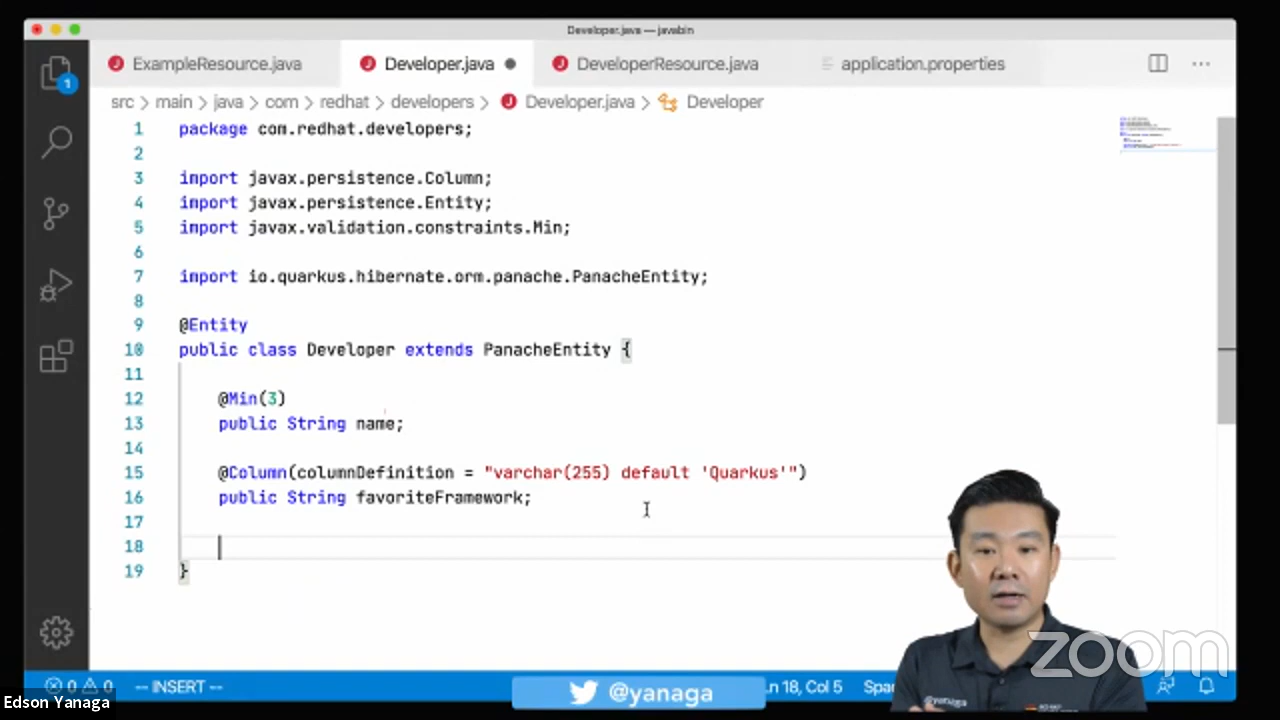 Developer.java — javabin
ExampleResource.java
Developer.java
DeveloperResource.java
application.properties
1
src > main > java > com > redhat > developers > Developer.java > Developer
1 package com.redhat.developers;
2
3 import javax.persistence.Column;
4 import javax.persistence.Entity;
5 import javax.validation.constraints.Min;
6
7 import io.quarkus.hibernate.orm.panache.PanacheEntity;
8
9 @Entity
10 public class Developer extends PanacheEntity {
11
12 @Min(3)
13 public String name;
14
15 @Column(columnDefinition = "varchar(255) default 'Quarkus'")
16 public String favoriteFramework;
17
18
19 }
zoom
@yanaga
0 0 -- INSERT --
@yanaga
Ln 18, Col 5
Edson Yanaga